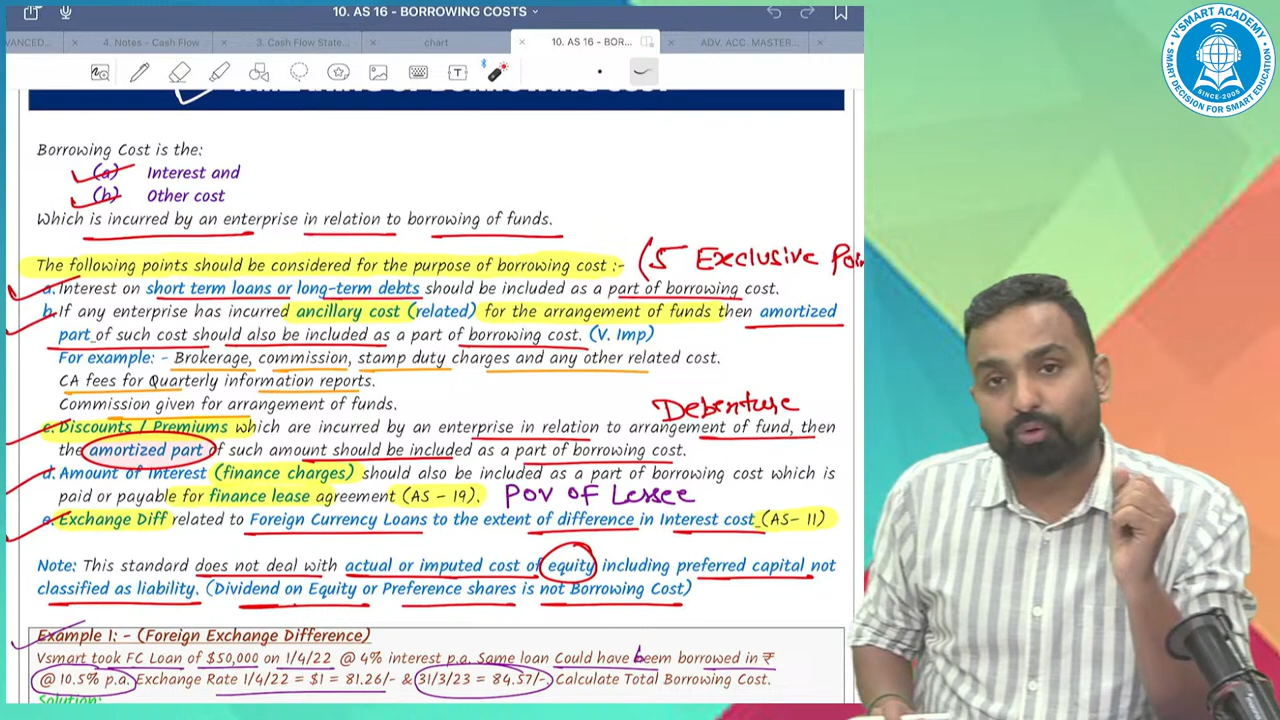 10. AS 16 - BORROWING COSTS
VANCED...
4. Notes - Cash Flow
3. Cash Flow State...
chart
10. AS 16 - BOR...
ADV. ACC. MASTER...
V'SMART ACADEMY
SMART DECISION FOR SMART EDUCATION
SINCE-2005
Borrowing Cost is the:
(a) Interest and
(b) Other cost
Which is incurred by an enterprise in relation to borrowing of funds.
The following points should be considered for the purpose of borrowing cost :-
(5 Exclusive Poin
a. Interest on short term loans or long-term debts should be included as a part of borrowing cost.
b. If any enterprise has incurred ancillary cost (related) for the arrangement of funds then amortized
part of such cost should also be included as a part of borrowing cost. (V. Imp)
For example: - Brokerage, commission, stamp duty charges and any other related cost.
CA fees for Quarterly information reports.
Commission given for arrangement of funds.
Debenture
c. Discounts / Premiums which are incurred by an enterprise in relation to arrangement of fund, then
the amortized part of such amount should be included as a part of borrowing cost.
d. Amount of Interest (finance charges) should also be included as a part of borrowing cost which is
paid or payable for finance lease agreement (AS - 19).
POV OF Lessee
e. Exchange Diff related to Foreign Currency Loans to the extent of difference in Interest cost (AS- 11)
Note: This standard does not deal with actual or imputed cost of equity including preferred capital not
classified as liability. (Dividend on Equity or Preference shares is not Borrowing Cost)
Example 1: - (Foreign Exchange Difference)
Vsmart took FC Loan of $50,000 on 1/4/22 @ 4% interest p.a. Same loan Could have beem borrowed in ₹
@ 10.5% p.a. Exchange Rate 1/4/22 = $1 = 81.26/- & 31/3/23 = 84.57/- Calculate Total Borrowing Cost.
Solution: